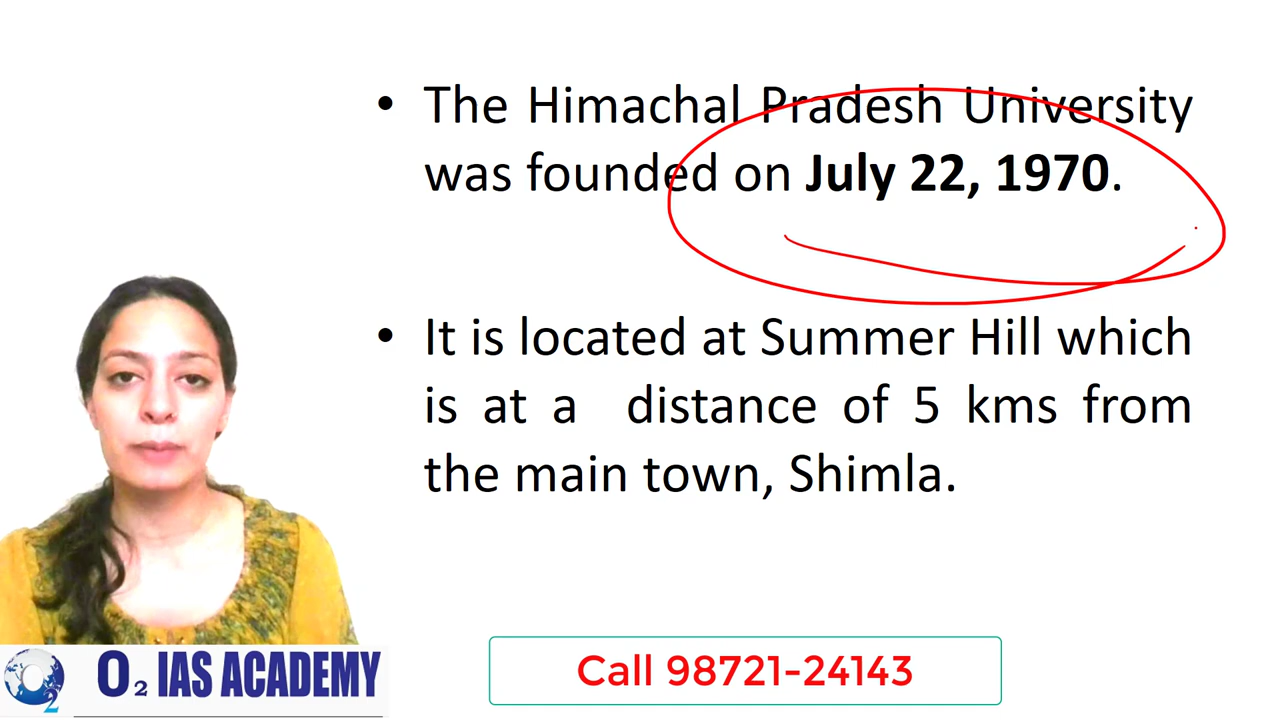 • The Himachal Pradesh University
was founded on July 22, 1970.
• It is located at Summer Hill which
is at a distance of 5 kms from
the main town, Shimla.
O2 IAS ACADEMY
O
2
Call 98721-24143